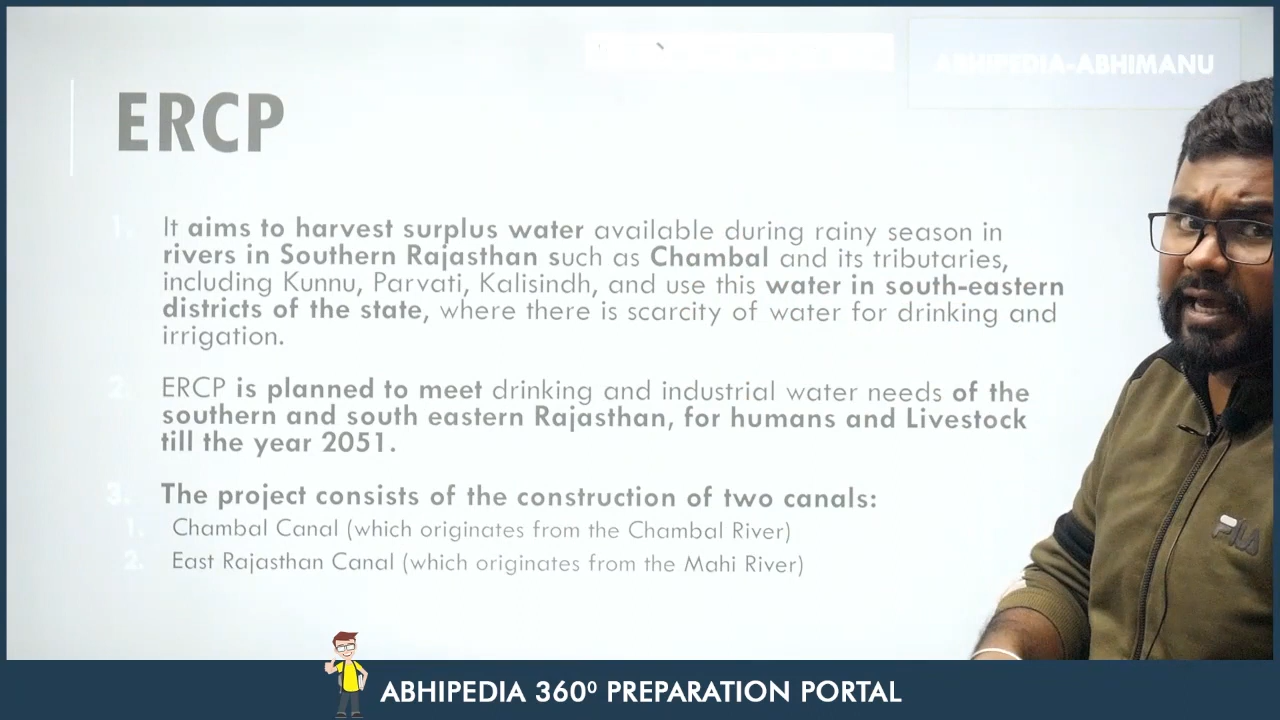 ABHIPEDIA-ABHIMANU
ERCP
1. It aims to harvest surplus water available during rainy season in
rivers in Southern Rajasthan such as Chambal and its tributaries,
including Kunnu, Parvati, Kalisindh, and use this water in south-eastern
districts of the state, where there is scarcity of water for drinking and
irrigation.
2. ERCP is planned to meet drinking and industrial water needs of the
southern and south eastern Rajasthan, for humans and Livestock
till the year 2051.
3. The project consists of the construction of two canals:
1. Chambal Canal (which originates from the Chambal River)
2. East Rajasthan Canal (which originates from the Mahi River)
FILA
ABHIPEDIA 360⁰ PREPARATION PORTAL